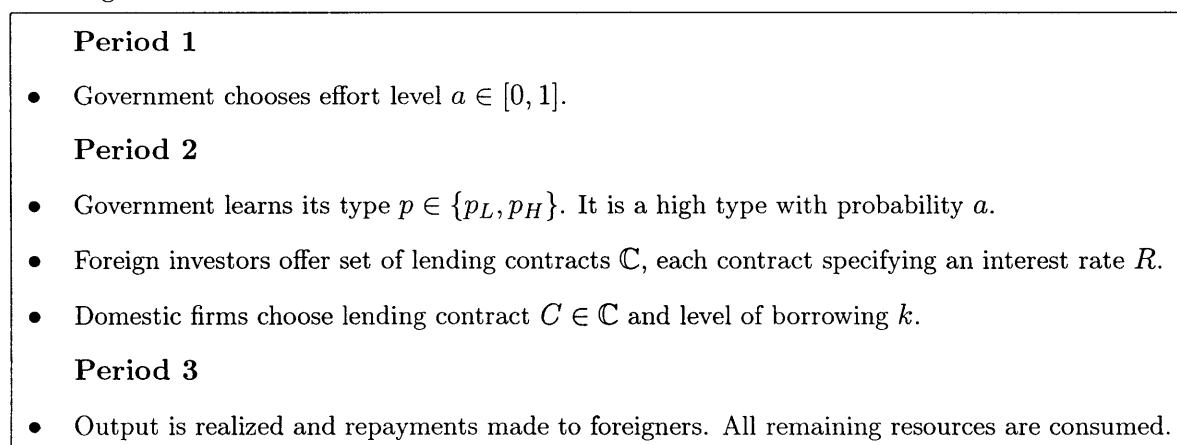 Period 1
• Government chooses effort level a ∈ [0, 1].
Period 2
• Government learns its type p ∈ {p_L, p_H}. It is a high type with probability a.
• Foreign investors offer set of lending contracts ℂ, each contract specifying an interest rate R.
• Domestic firms choose lending contract C ∈ ℂ and level of borrowing k.
Period 3
• Output is realized and repayments made to foreigners. All remaining resources are consumed.